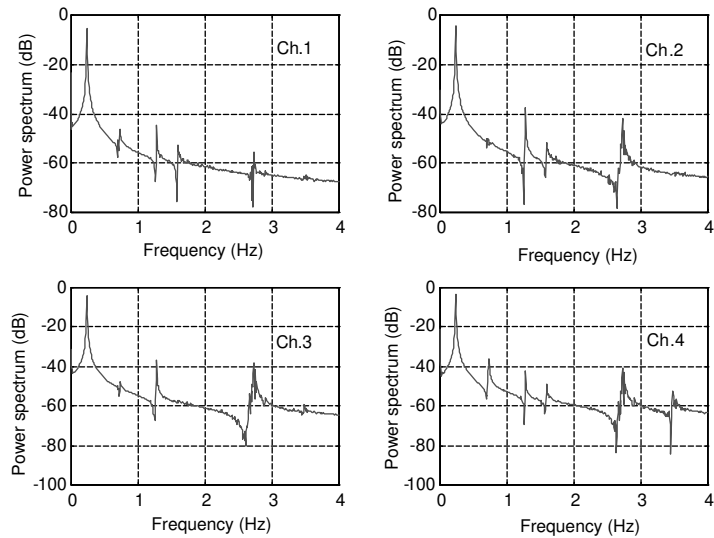 0
-20
-40
-60
-80
Power spectrum (dB)
Ch.1
0 1 2 3 4
Frequency (Hz)
0
-20
-40
-60
-80
Power spectrum (dB)
Ch.2
0 1 2 3 4
Frequency (Hz)
0
-20
-40
-60
-80
-100
Power spectrum (dB)
Ch.3
0 1 2 3 4
Frequency (Hz)
0
-20
-40
-60
-80
-100
Power spectrum (dB)
Ch.4
0 1 2 3 4
Frequency (Hz)